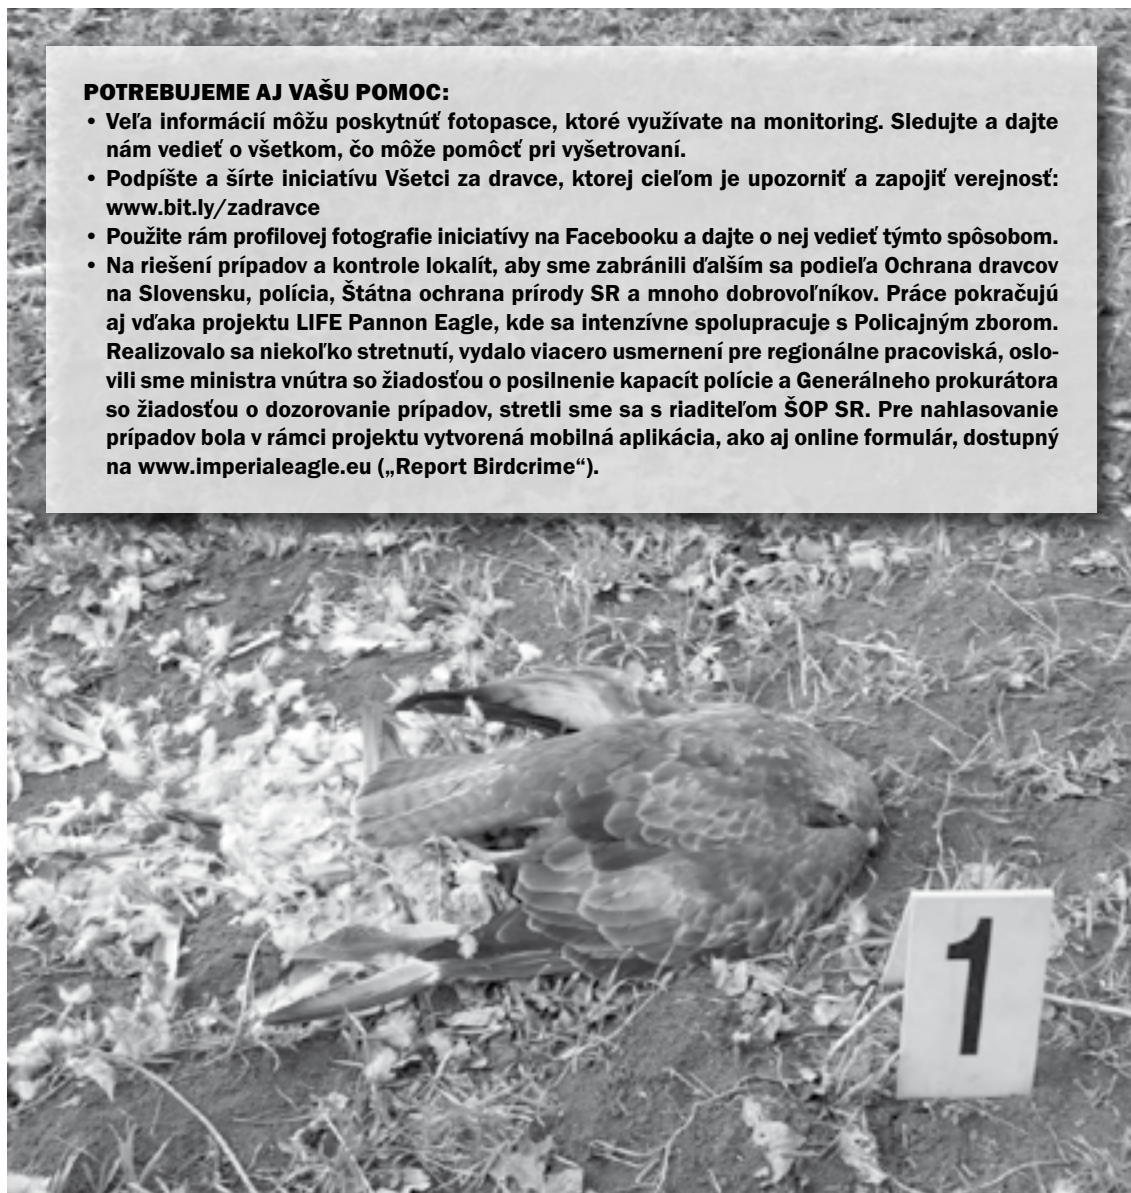 POTREBUJEME AJ VAŠU POMOC:
• Veľa informácií môžu poskytnúť fotopasce, ktoré využívate na monitoring. Sledujte a dajte
nám vedieť o všetkom, čo môže pomôcť pri vyšetrovaní.
• Podpíšte a šírte iniciatívu Všetci za dravce, ktorej cieľom je upozorniť a zapojiť verejnosť:
www.bit.ly/zadravce
• Použite rám profilovej fotografie iniciatívy na Facebooku a dajte o nej vedieť týmto spôsobom.
• Na riešení prípadov a kontrole lokalít, aby sme zabránili ďalším sa podieľa Ochrana dravcov
na Slovensku, polícia, Štátna ochrana prírody SR a mnoho dobrovoľníkov. Práce pokračujú
aj vďaka projektu LIFE Pannon Eagle, kde sa intenzívne spolupracuje s Policajným zborom.
Realizovalo sa niekoľko stretnutí, vydalo viacero usmernení pre regionálne pracoviská, oslo-
vili sme ministra vnútra so žiadosťou o posilnenie kapacít polície a Generálneho prokurátora
so žiadosťou o dozorovanie prípadov, stretli sme sa s riaditeľom ŠOP SR. Pre nahlasovanie
prípadov bola v rámci projektu vytvorená mobilná aplikácia, ako aj online formulár, dostupný
na www.imperialeagle.eu („Report Birdcrime“).
1